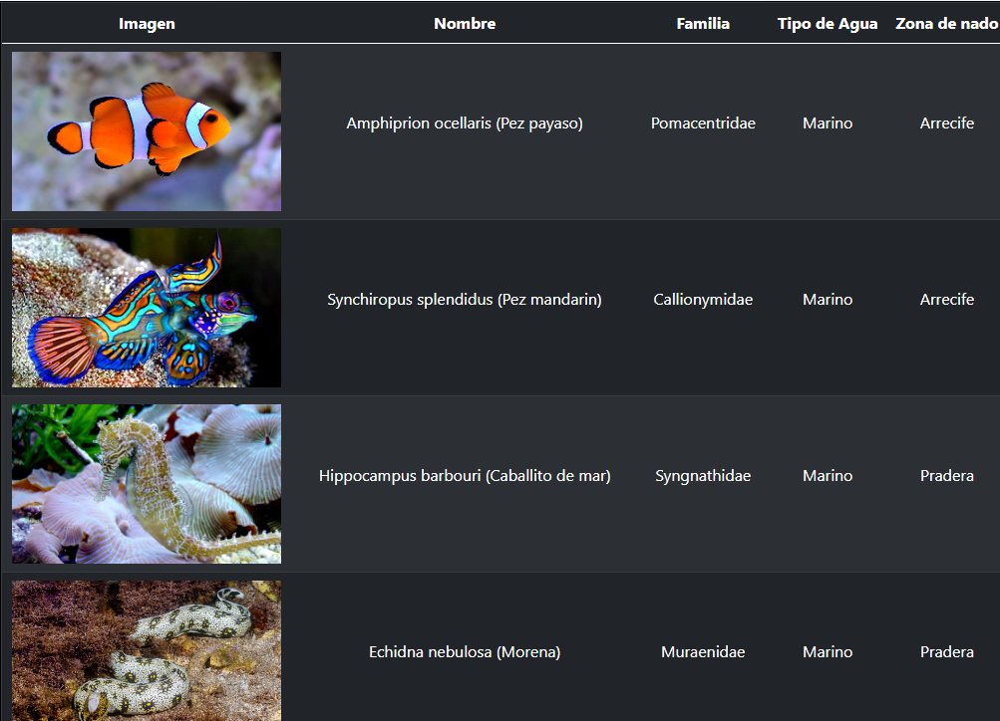 Imagen Nombre Familia Tipo de Agua Zona de nado
Amphiprion ocellaris (Pez payaso) Pomacentridae Marino Arrecife
Synchiropus splendidus (Pez mandarin) Callionymidae Marino Arrecife
Hippocampus barbouri (Caballito de mar) Syngnathidae Marino Pradera
Echidna nebulosa (Morena) Muraenidae Marino Pradera